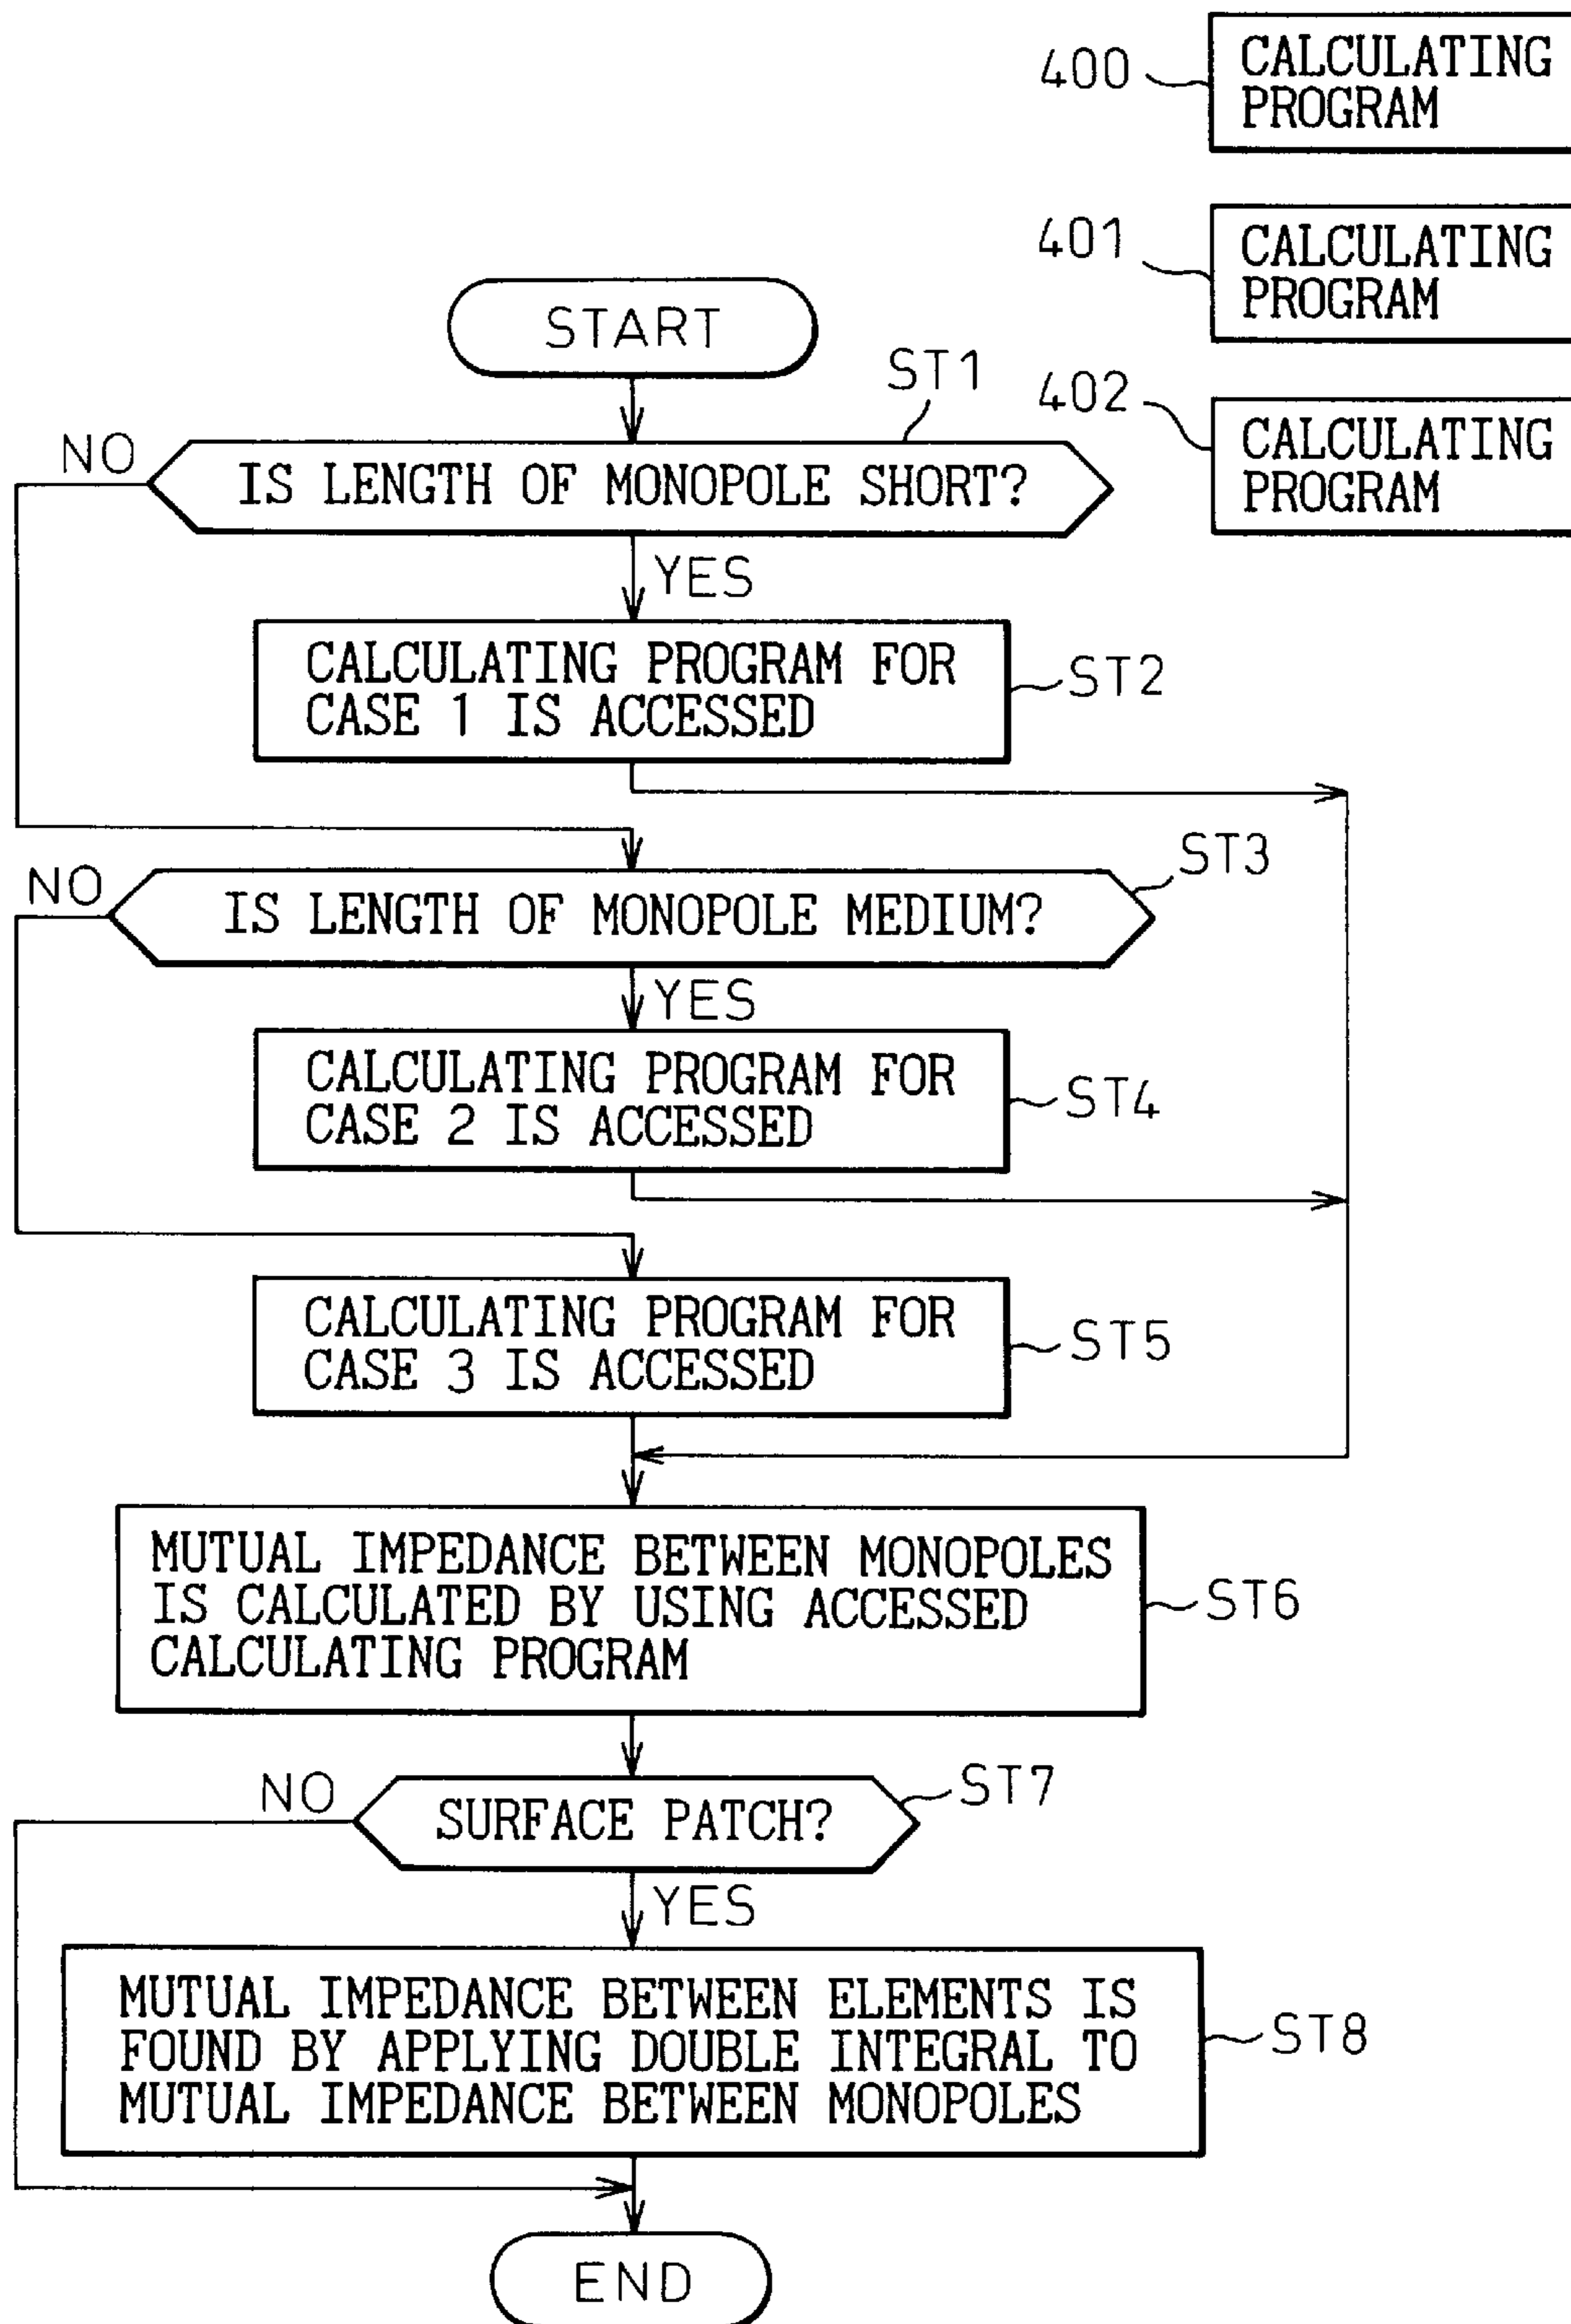 400
CALCULATING
PROGRAM
401
CALCULATING
PROGRAM
402
CALCULATING
PROGRAM
START
ST1
NO
IS LENGTH OF MONOPOLE SHORT?
YES
CALCULATING PROGRAM FOR
CASE 1 IS ACCESSED
ST2
ST3
NO
IS LENGTH OF MONOPOLE MEDIUM?
YES
CALCULATING PROGRAM FOR
CASE 2 IS ACCESSED
ST4
CALCULATING PROGRAM FOR
CASE 3 IS ACCESSED
ST5
MUTUAL IMPEDANCE BETWEEN MONOPOLES
IS CALCULATED BY USING ACCESSED
CALCULATING PROGRAM
ST6
NO
SURFACE PATCH?
ST7
YES
MUTUAL IMPEDANCE BETWEEN ELEMENTS IS
FOUND BY APPLYING DOUBLE INTEGRAL TO
MUTUAL IMPEDANCE BETWEEN MONOPOLES
ST8
END